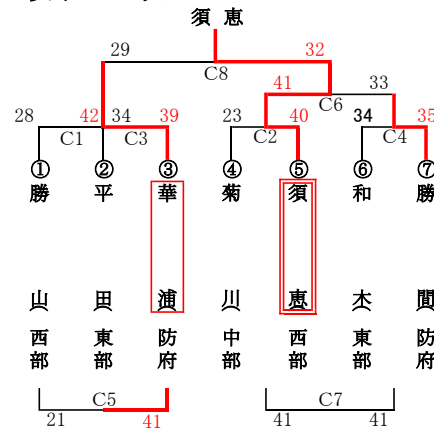 須恵
29 32
C8
41 33
C6
28 42 34 39 23 40 34 35
C1 C3 C2 C4
① ② ③ ④ ⑤ ⑥ ⑦
勝山(西部
平田(東部
華浦(防府
菊川(中部
須恵(西部
和木(東部
勝間(防府
C5 C7
21 41 41 41